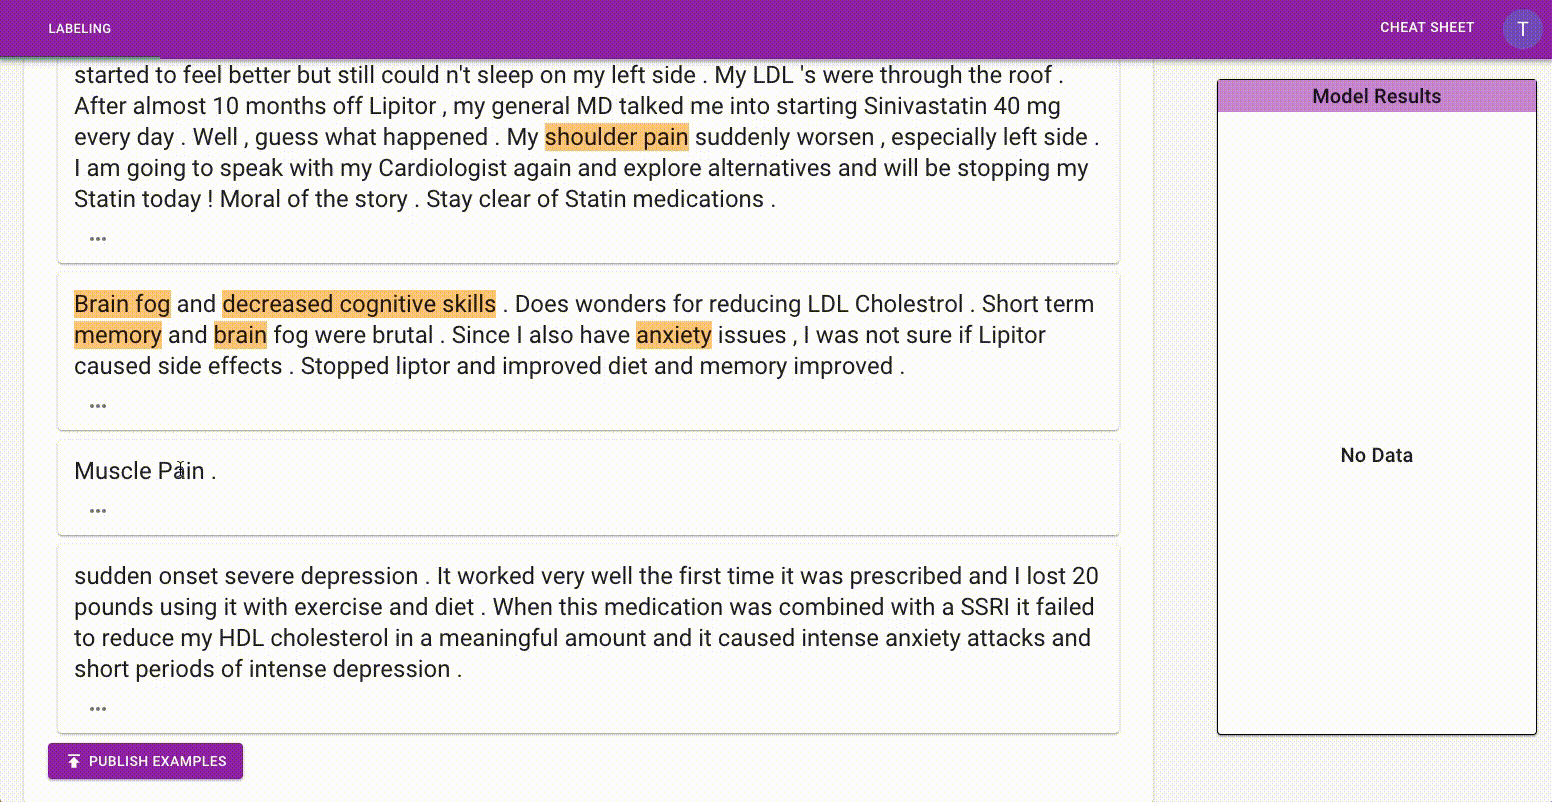 LABELING
CHEAT SHEET
T
started to feel better but still could n't sleep on my left side . My LDL 's were through the roof .
After almost 10 months off Lipitor , my general MD talked me into starting Sinivastatin 40 mg
every day . Well , guess what happened . My shoulder pain suddenly worsen , especially left side .
I am going to speak with my Cardiologist again and explore alternatives and will be stopping my
Statin today ! Moral of the story . Stay clear of Statin medications .
Brain fog and decreased cognitive skills . Does wonders for reducing LDL Cholestrol . Short term
memory and brain fog were brutal . Since I also have anxiety issues , I was not sure if Lipitor
caused side effects . Stopped liptor and improved diet and memory improved .
Muscle Pain .
sudden onset severe depression . It worked very well the first time it was prescribed and I lost 20
pounds using it with exercise and diet . When this medication was combined with a SSRI it failed
to reduce my HDL cholesterol in a meaningful amount and it caused intense anxiety attacks and
short periods of intense depression .
PUBLISH EXAMPLES
Model Results
No Data